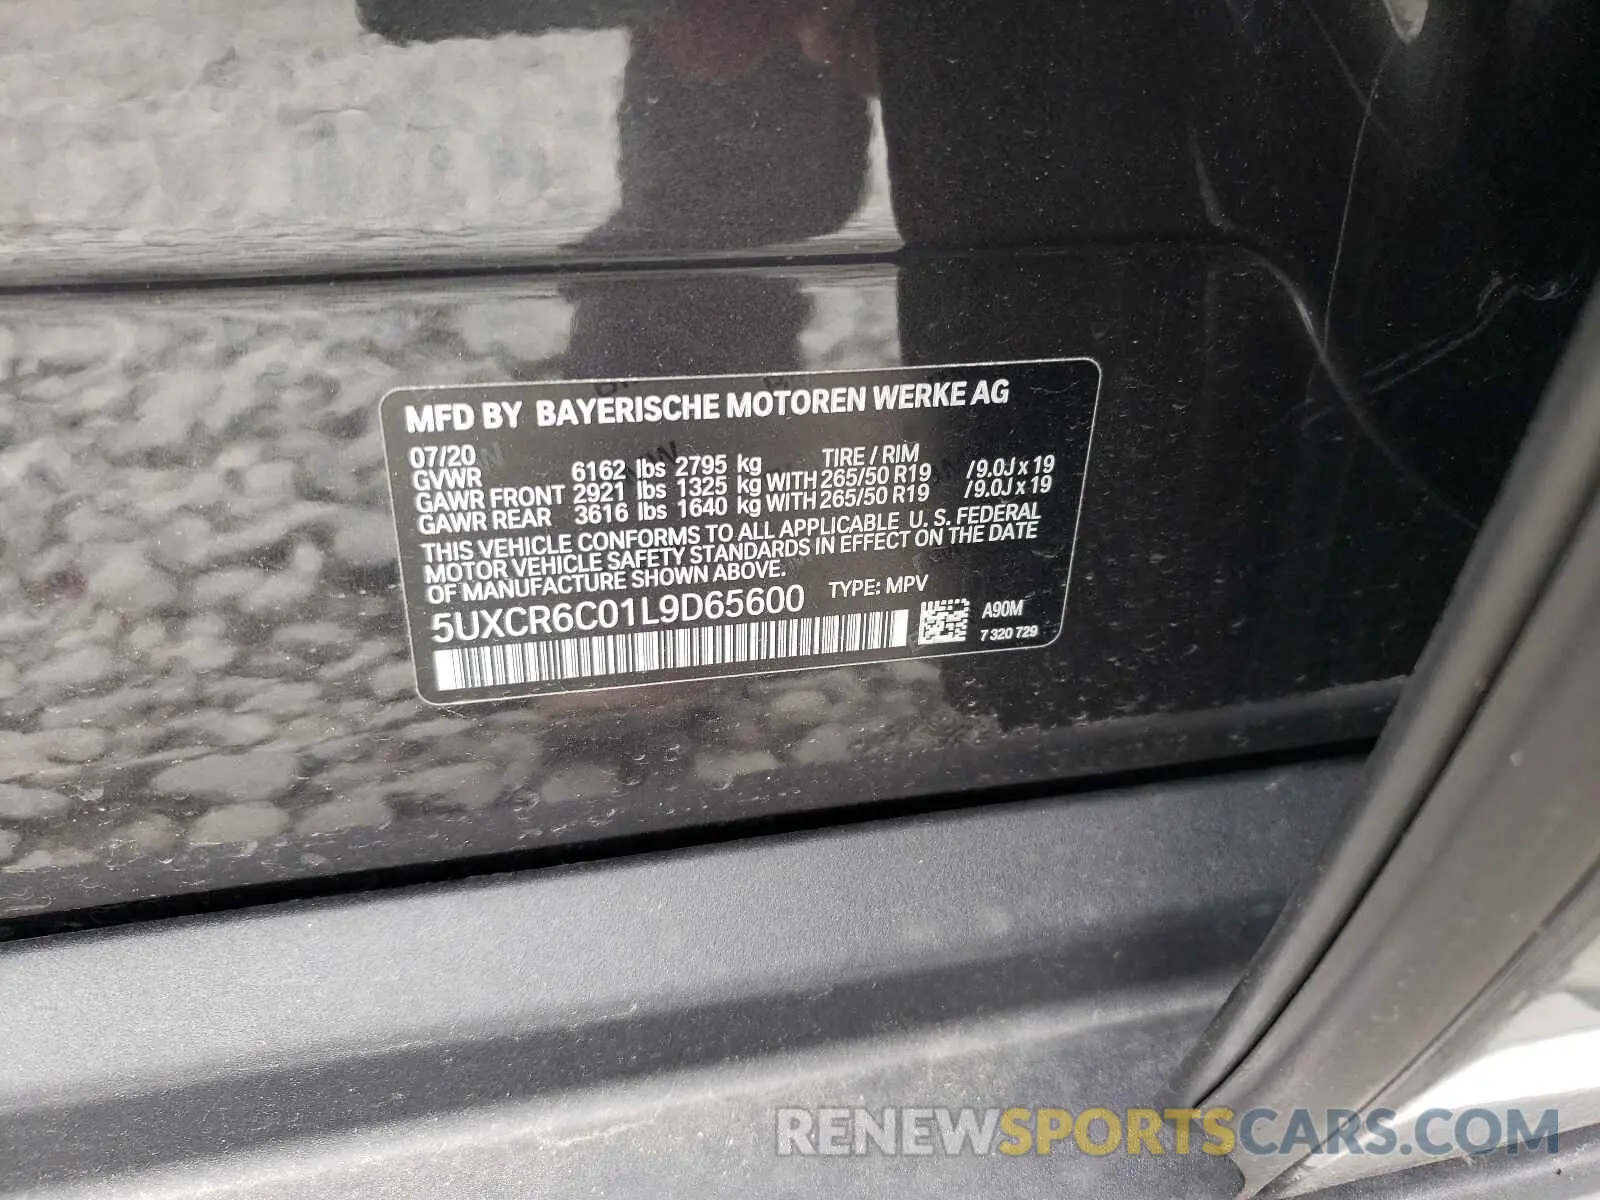 MFD BY BAYERISCHE MOTOREN WERKE AG
07/20 TIRE / RIM
GVWR 6162 lbs 2795 kg
GAWR FRONT 2921 lbs 1325 kg WITH 265/50 R19 /9.0J x 19
GAWR REAR 3616 lbs 1640 kg WITH 265/50 R19 /9.0J x 19
THIS VEHICLE CONFORMS TO ALL APPLICABLE U. S. FEDERAL
MOTOR VEHICLE SAFETY STANDARDS IN EFFECT ON THE DATE
OF MANUFACTURE SHOWN ABOVE.
5UXCR6C01L9D65600 TYPE: MPV
A90M
7 320 729
RENEWSPORTSCARS.COM